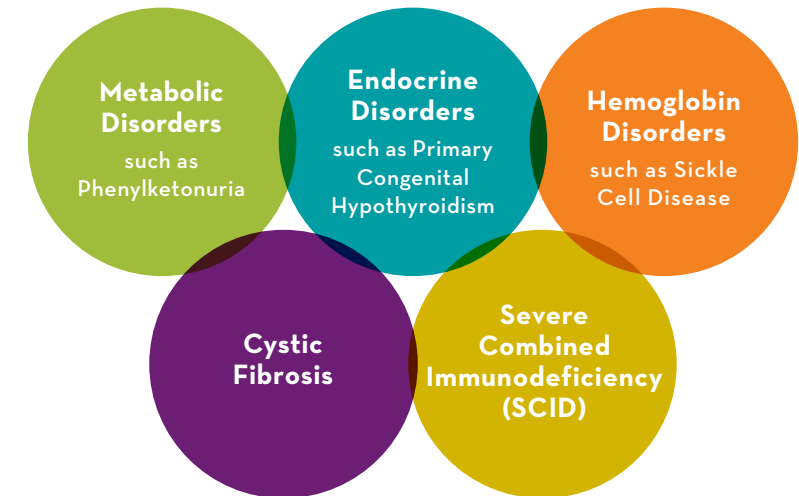 Metabolic
Disorders
such as
Phenylketonuria
Endocrine
Disorders
such as Primary
Congenital
Hypothyroidism
Hemoglobin
Disorders
such as Sickle
Cell Disease
Cystic
Fibrosis
Severe
Combined
Immunodeficiency
(SCID)